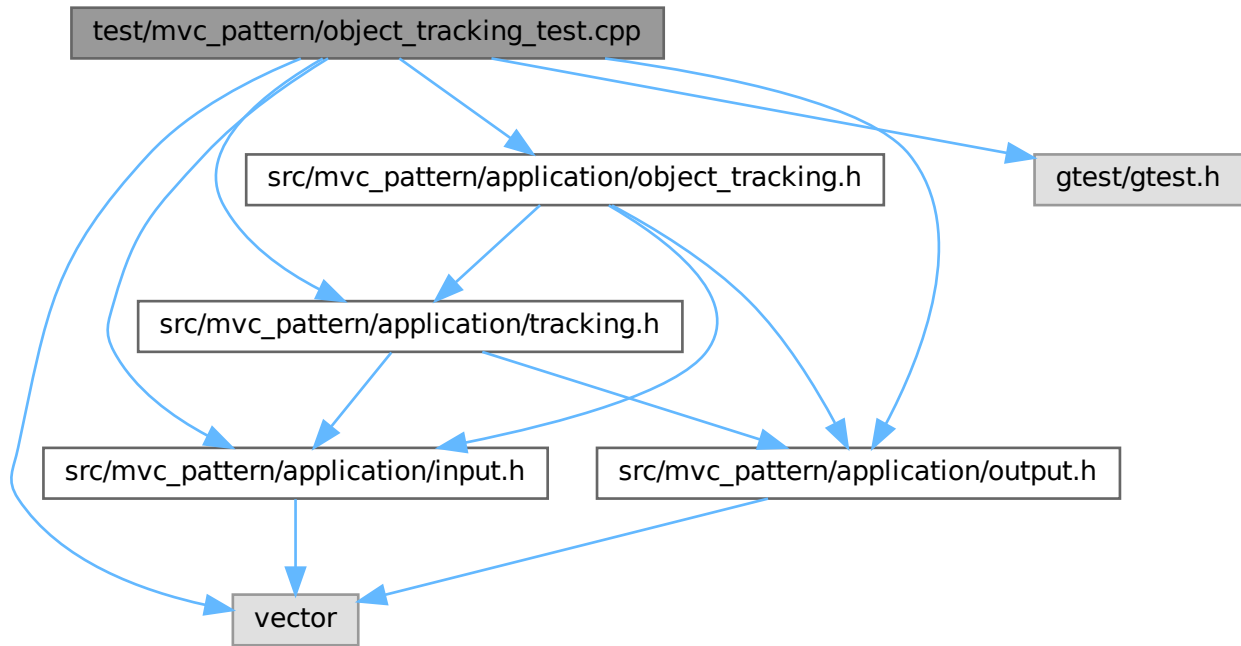 test/mvc_pattern/object_tracking_test.cpp
src/mvc_pattern/application/object_tracking.h
gtest/gtest.h
src/mvc_pattern/application/tracking.h
src/mvc_pattern/application/input.h
src/mvc_pattern/application/output.h
vector